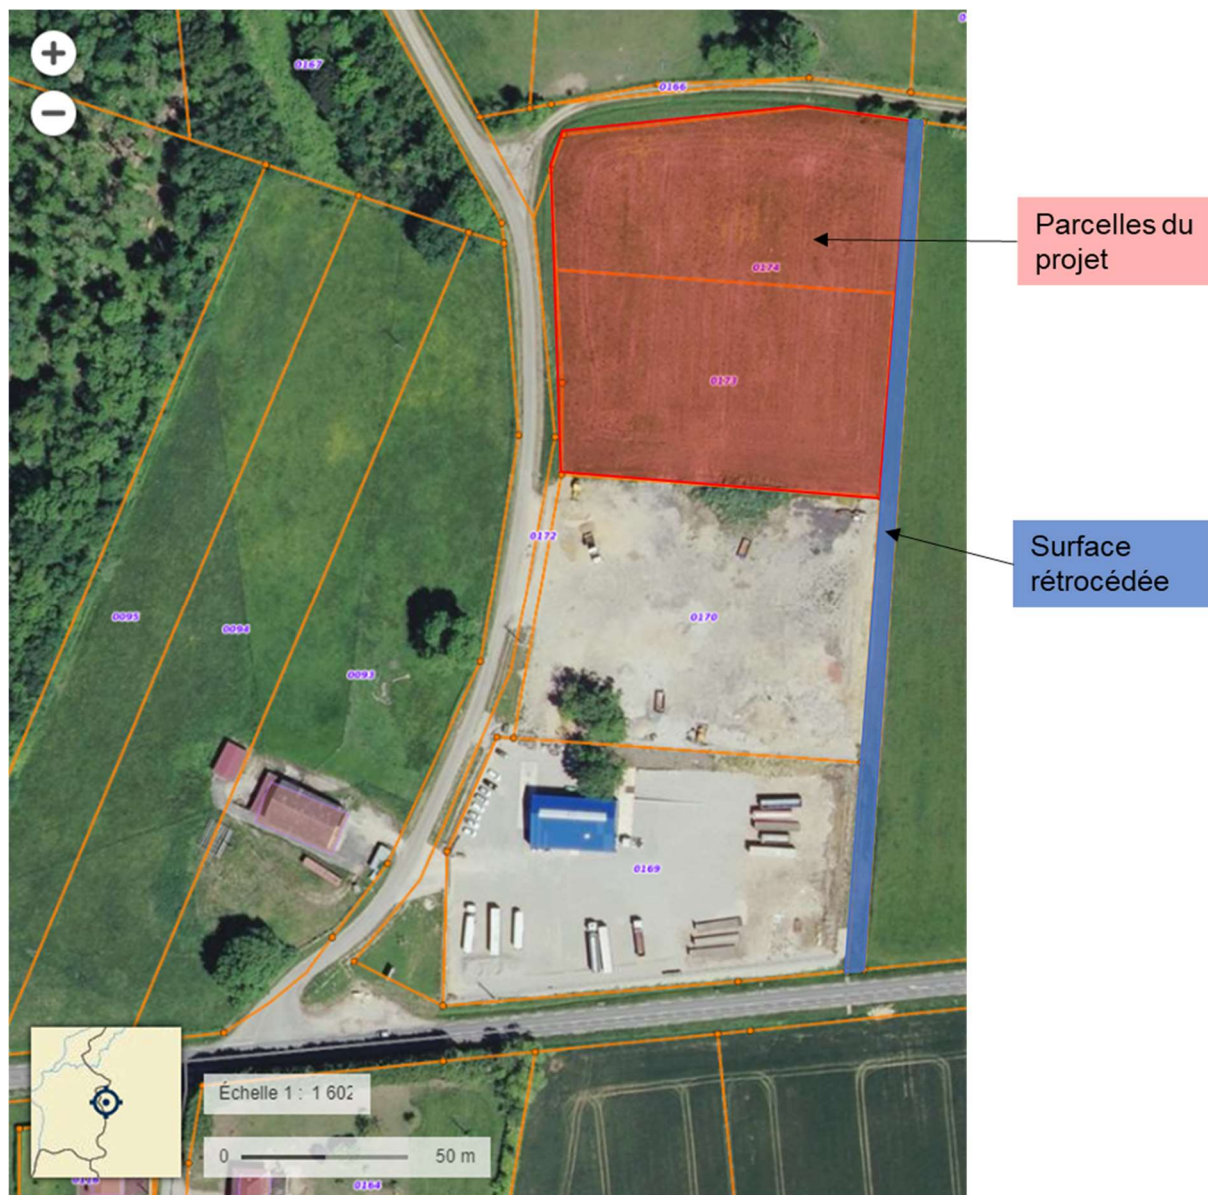 +
−
0167
0166
0174
0173
0172
0170
0095
0094
0093
0169
0164
Parcelles du
projet
Surface
rétrocédée
Échelle 1 : 1 602
0 50 m